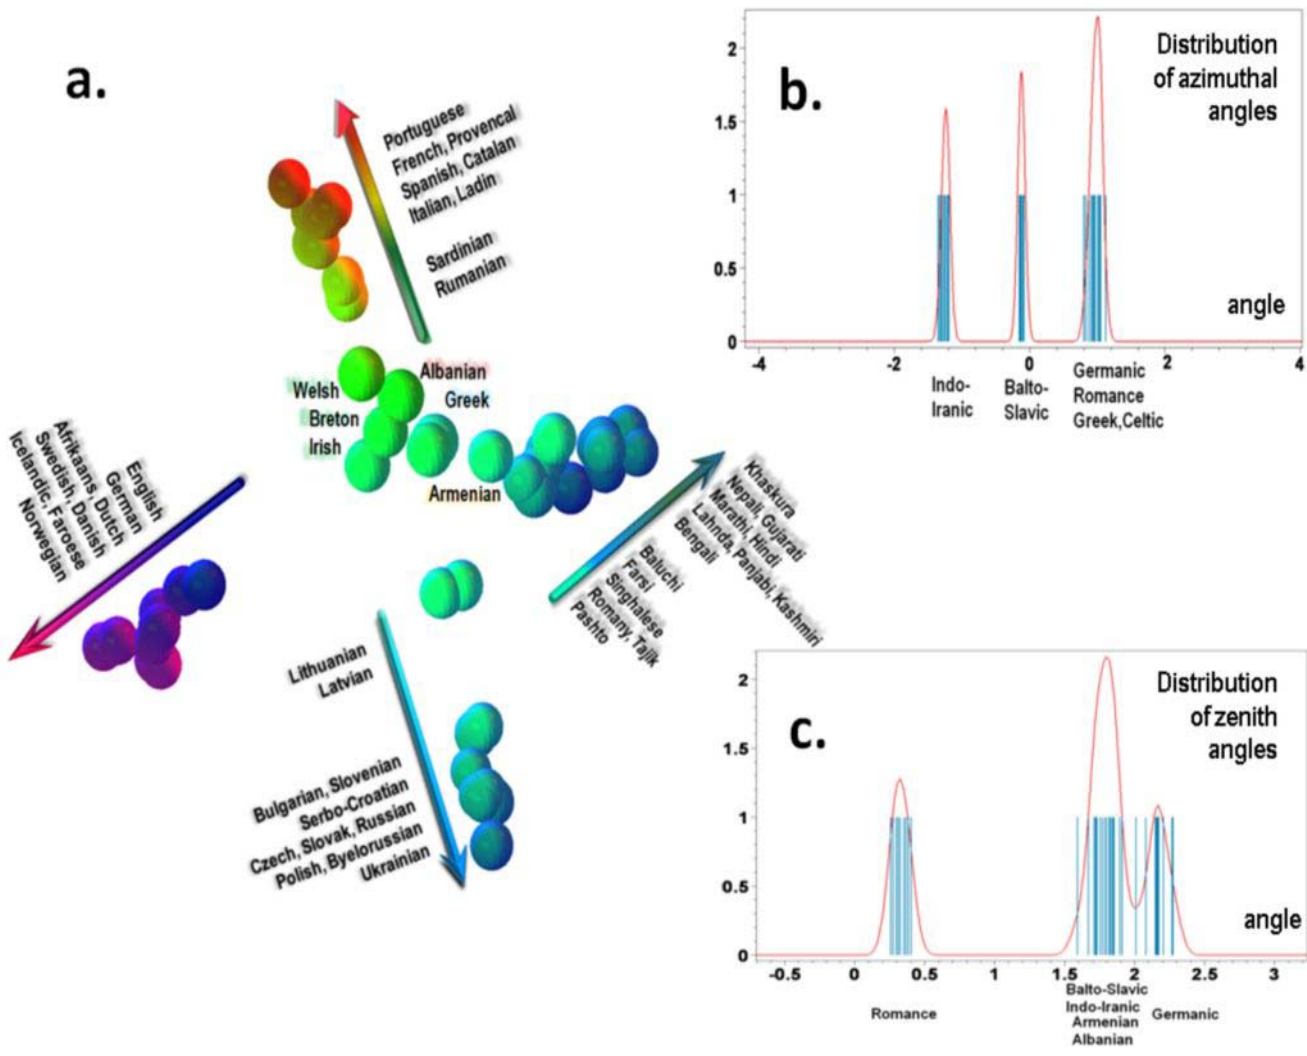 a.
Portuguese
French, Provencal
Spanish, Catalan
Italian, Ladin
Sardinian
Rumanian
Welsh
Breton
Irish
Albanian
Greek
Armenian
English
German
Afrikaans, Dutch
Swedish, Danish
Icelandic, Faroese
Norwegian
Khaskura
Nepali, Gujarati
Marathi, Hindi
Lahnda, Panjabi, Kashmiri
Bengali
Baluchi
Farsi
Singhalese
Romany, Tajik
Pashto
Lithuanian
Latvian
Bulgarian, Slovenian
Serbo-Croatian
Czech, Slovak, Russian
Polish, Byelorussian
Ukrainian
b.
Distribution
of azimuthal
angles
2
1.5
1
0.5
0
angle
-4 -2 0 2 4
Indo-
Iranic
Balto-
Slavic
Germanic
Romance
Greek,Celtic
c.
Distribution
of zenith
angles
2
1.5
1
0.5
0
angle
-0.5 0 0.5 1 1.5 2 2.5 3
Romance
Balto-Slavic
Indo-Iranic
Armenian
Albanian
Germanic